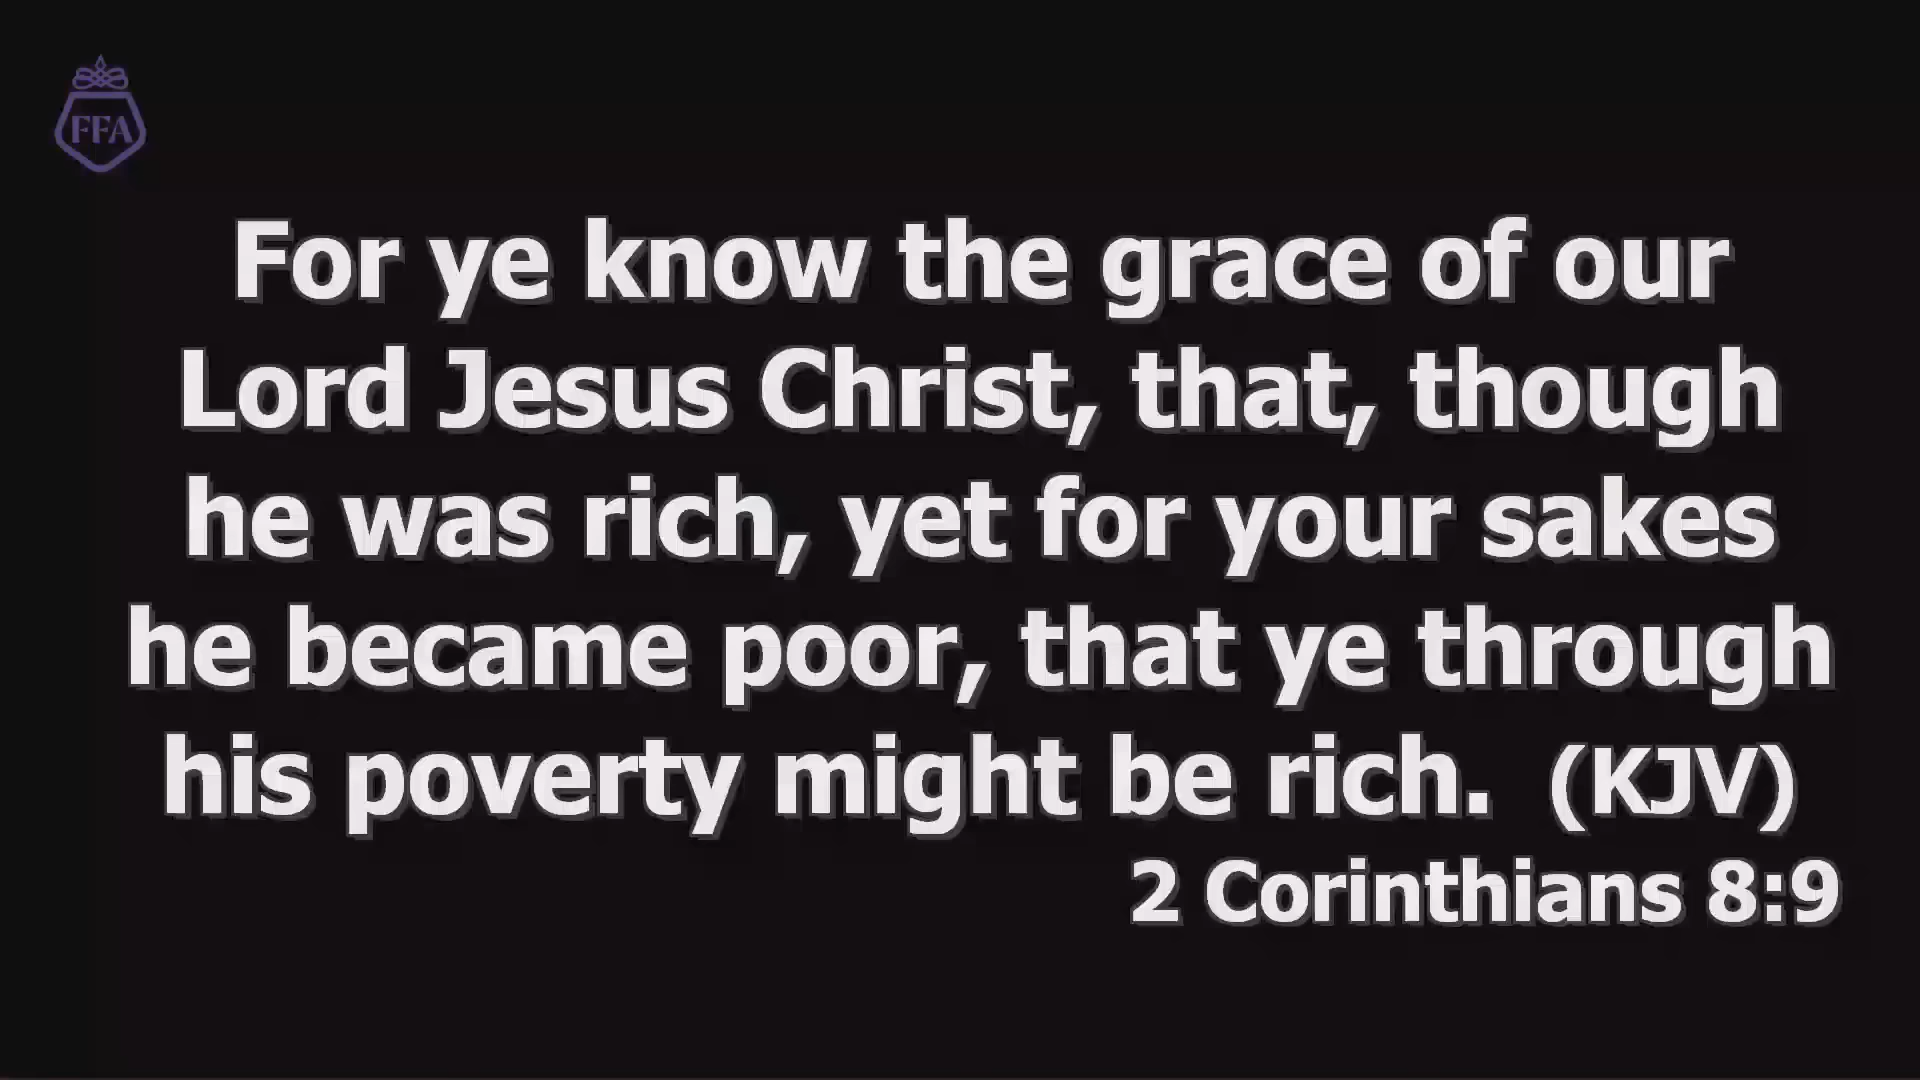 FFA
For ye know the grace of our
Lord Jesus Christ, that, though
he was rich, yet for your sakes
he became poor, that ye through
his poverty might be rich.  (KJV)
2 Corinthians 8:9